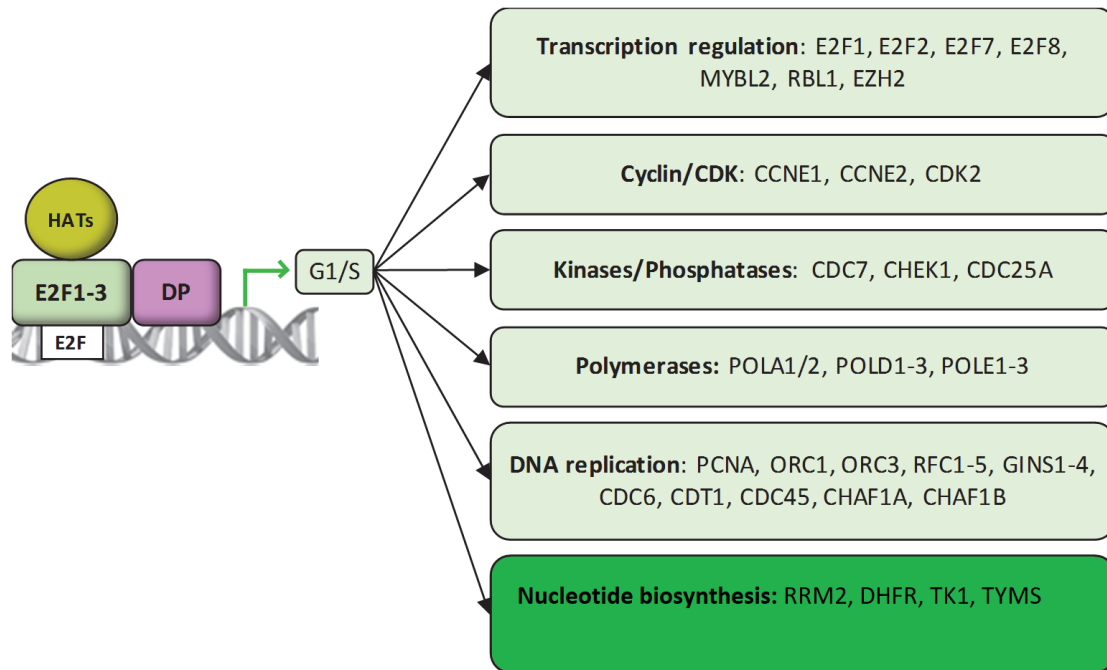 Transcription regulation: E2F1, E2F2, E2F7, E2F8,
MYBL2, RBL1, EZH2
Cyclin/CDK: CCNE1, CCNE2, CDK2
HATs
E2F1-3
DP
E2F
G1/S
Kinases/Phosphatases: CDC7, CHEK1, CDC25A
Polymerases: POLA1/2, POLD1-3, POLE1-3
DNA replication: PCNA, ORC1, ORC3, RFC1-5, GINS1-4,
CDC6, CDT1, CDC45, CHAF1A, CHAF1B
Nucleotide biosynthesis: RRM2, DHFR, TK1, TYMS